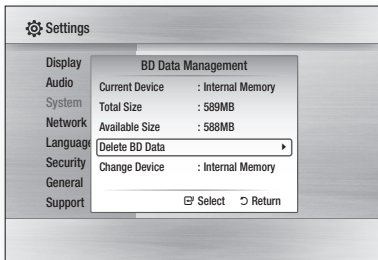 Settings
Display
Audio
System
Network
Language
Security
General
Support
BD Data Management
Current Device : Internal Memory
Total Size : 589MB
Available Size : 588MB
Delete BD Data
Change Device : Internal Memory
Select Return